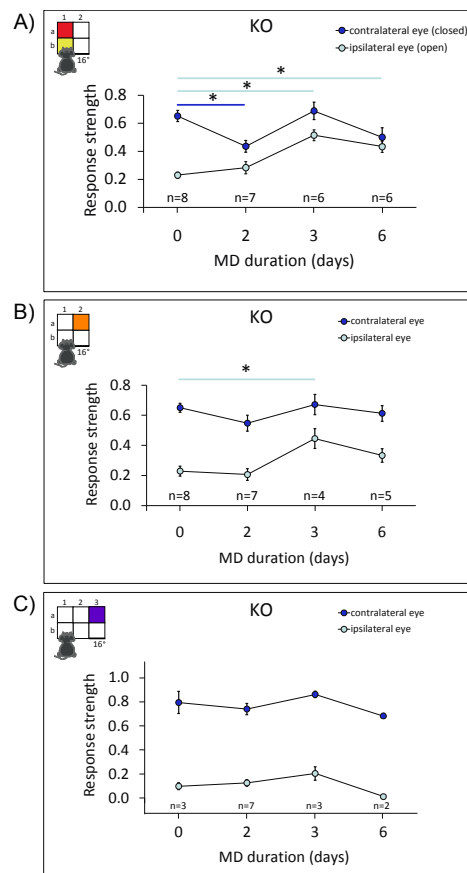 A)
1 2
a
b
16°
KO
contralateral eye (closed)
ipsilateral eye (open)
*
*
*
Response strength
0.8
0.6
0.4
0.2
0.0
n=8 n=7 n=6 n=6
0 2 3 6
MD duration (days)
B)
1 2
a
b
16°
KO
contralateral eye
ipsilateral eye
*
Response strength
0.8
0.6
0.4
0.2
0.0
n=8 n=7 n=4 n=5
0 2 3 6
MD duration (days)
C)
1 2 3
a
b
16°
KO
contralateral eye
ipsilateral eye
Response strength
1.0
0.8
0.6
0.4
0.2
0.0
n=3 n=7 n=3 n=2
0 2 3 6
MD duration (days)